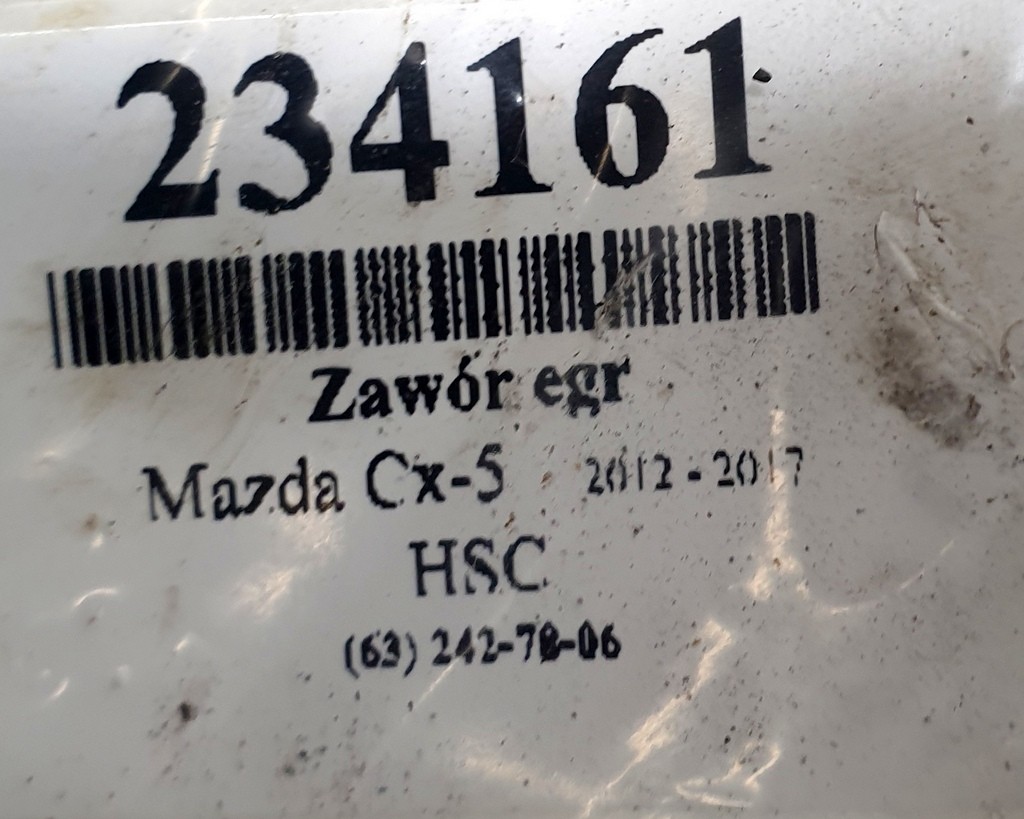 234161
Zawór egr
Mazda Cx-5 2012 - 2017
HSC
(63) 242-78-06